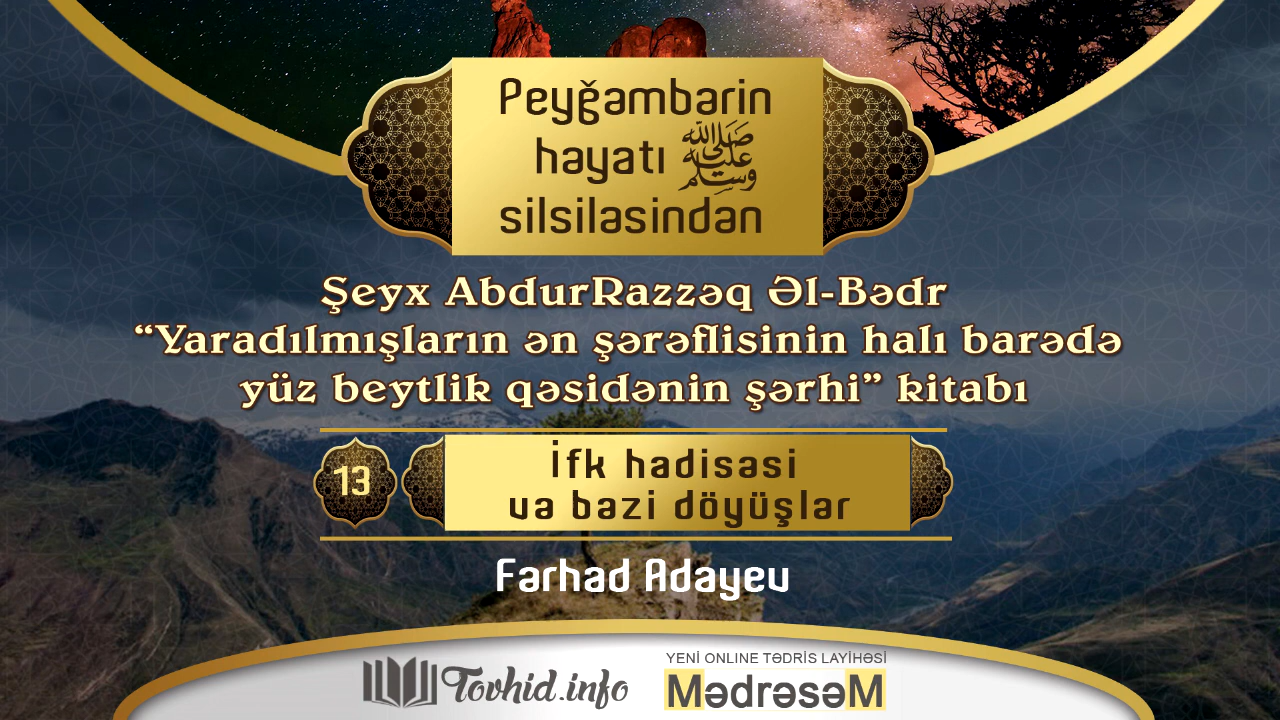 Peyğambarin
hayatı ﷺ
silsilasindan
Şeyx AbdurRazzəq Əl-Bədr
“Yaradılmışların ən şərəflisinin halı barədə
yüz beytlik qəsidənin şərhi” kitabı
13
İfk hadisasi
va bazi döyüşlar
Farhad Adayev
Tovhid.info
YENİ ONLINE TƏDRİS LAYİHƏSİ
MədrəsəM